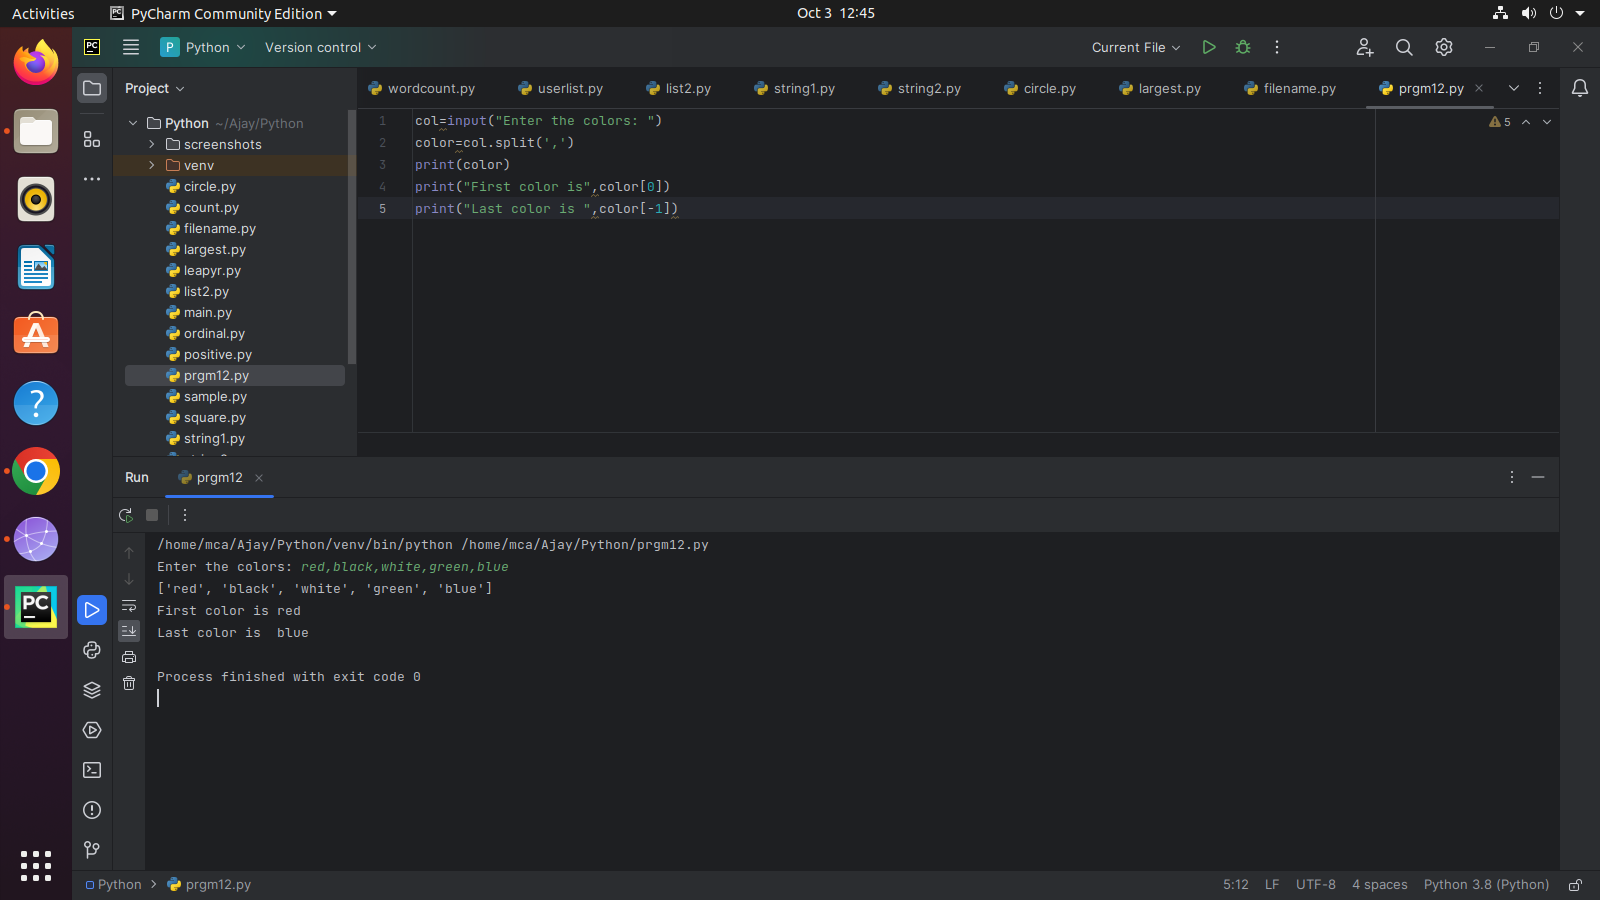 Activities PyCharm Community Edition Oct 3 12:45
PC P Python Version control Current File
Project wordcount.py userlist.py list2.py string1.py string2.py circle.py largest.py filename.py prgm12.py
Python ~/Ajay/Python
screenshots
venv
circle.py
count.py
filename.py
largest.py
leapyr.py
list2.py
main.py
ordinal.py
positive.py
prgm12.py
sample.py
square.py
string1.py
1 col=input("Enter the colors: ")
2 color=col.split(',')
3 print(color)
4 print("First color is",color[0])
5 print("Last color is ",color[-1])
5
Run prgm12
/home/mca/Ajay/Python/venv/bin/python /home/mca/Ajay/Python/prgm12.py
Enter the colors: red,black,white,green,blue
['red', 'black', 'white', 'green', 'blue']
First color is red
Last color is  blue
Process finished with exit code 0
PC
Python prgm12.py 5:12 LF UTF-8 4 spaces Python 3.8 (Python)